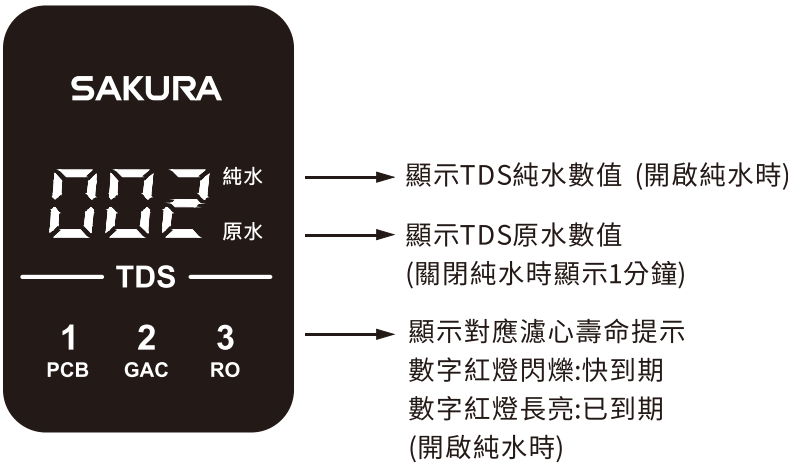 SAKURA
002
純水
原水
TDS
1 2 3
PCB GAC RO
顯示TDS純水數值 (開啟純水時)
顯示TDS原水數值
(關閉純水時顯示1分鐘)
顯示對應濾心壽命提示
數字紅燈閃爍:快到期
數字紅燈長亮:已到期
(開啟純水時)